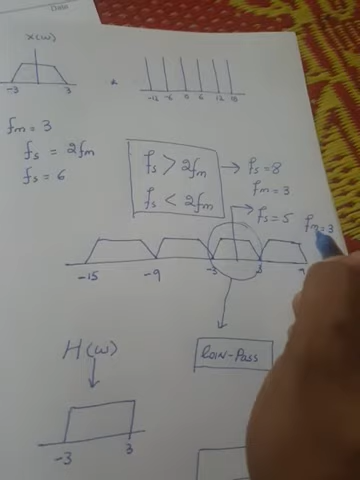 Date
X(ω)
-3 3
*
-12 -6 0 6 12 18
fm = 3
fs = 2fm
fs = 6
fs > 2fm → fs = 8
fm = 3
fs < 2fm → fs = 5 fm = 3
-15 -9 -3 3 9
H(ω)
LOW-PASS
-3 3